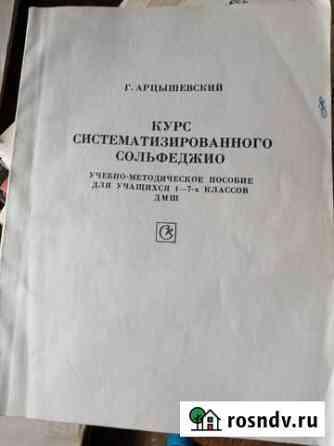 Г. АРЦЫШЕВСКИЙ
КУРС
СИСТЕМАТИЗИРОВАННОГО
СОЛЬФЕДЖИО
УЧЕБНО-МЕТОДИЧЕСКОЕ ПОСОБИЕ
ДЛЯ УЧАЩИХСЯ 1—7-х КЛАССОВ
ДМШ
rosndv.ru